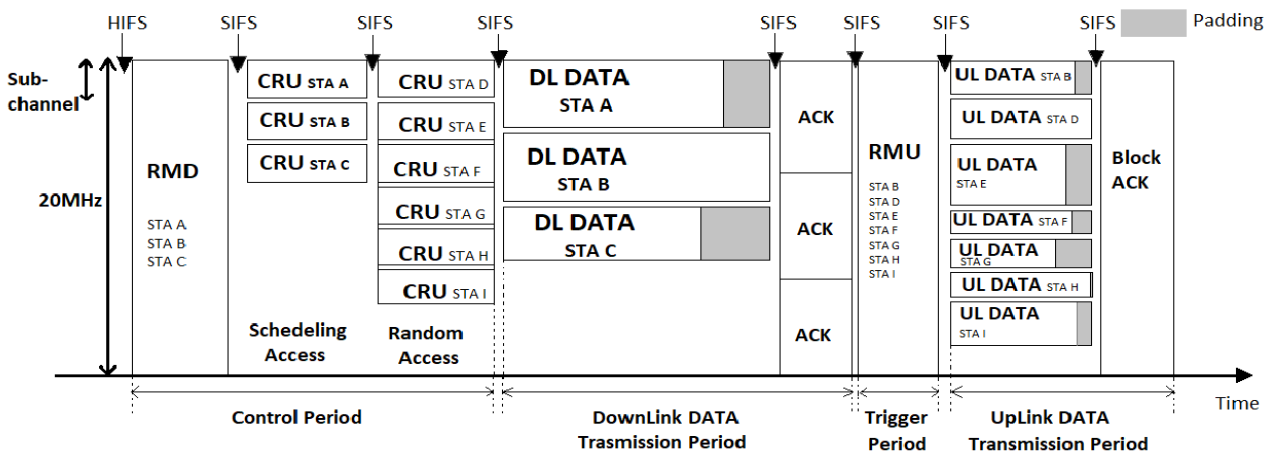 HIFS
SIFS
SIFS
SIFS
SIFS
SIFS
SIFS
SIFS
Padding
Sub-
channel
20MHz
RMD
STA A
STA B
STA C
CRU STA A
CRU STA B
CRU STA C
Schedeling
Access
CRU STA D
CRU STA E
CRU STA F
CRU STA G
CRU STA H
CRU STA I
Random
Access
DL DATA
STA A
DL DATA
STA B
DL DATA
STA C
ACK
ACK
ACK
RMU
STA B
STA D
STA E
STA F
STA G
STA H
STA I
UL DATA STA B
UL DATA STA D
UL DATA
STA E
UL DATA STA F
UL DATA
STA G
UL DATA STA H
UL DATA
STA I
Block
ACK
Time
Control Period
DownLink DATA
Trasmission Period
Trigger
Period
UpLink DATA
Transmission Period